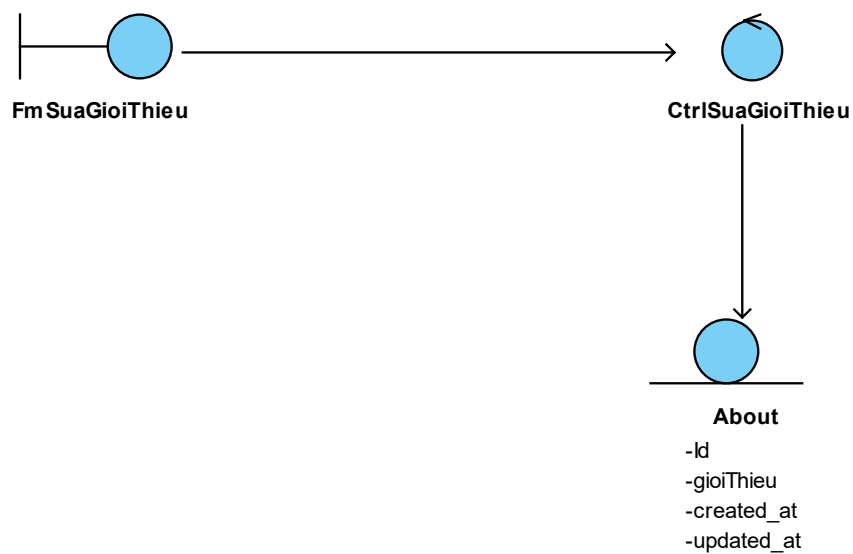 FmSuaGioiThieu
CtrlSuaGioiThieu
About
-Id
-gioiThieu
-created_at
-updated_at